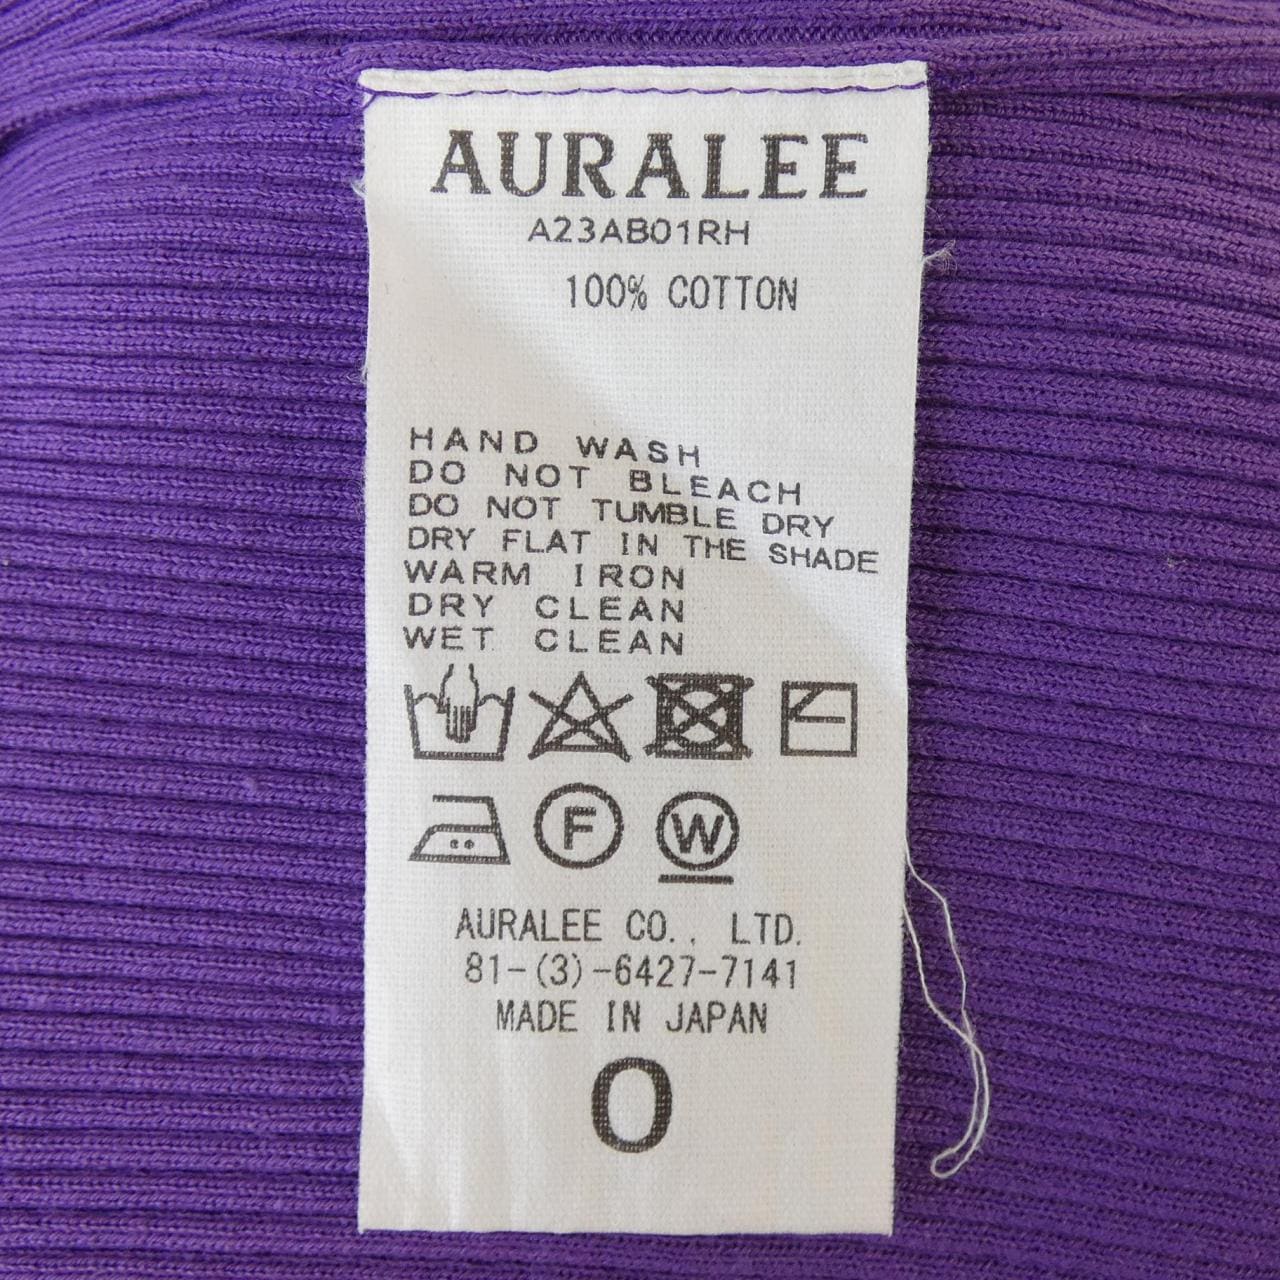 AURALEE
A23AB01RH
100% COTTON
HAND WASH
DO NOT BLEACH
DO NOT TUMBLE DRY
DRY FLAT IN THE SHADE
WARM IRON
DRY CLEAN
WET CLEAN
F W
AURALEE CO., LTD.
81-(3)-6427-7141
MADE IN JAPAN
0